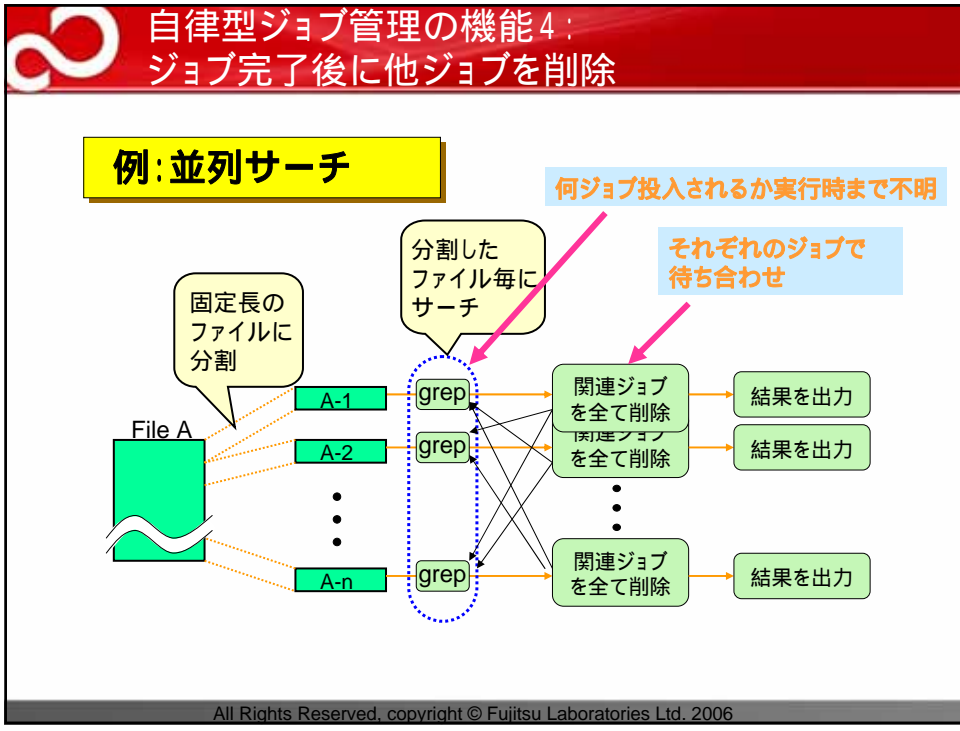 自律型ジョブ管理の機能4:
ジョブ完了後に他ジョブを削除
例:並列サーチ
何ジョブ投入されるか実行時まで不明
それぞれのジョブで
待ち合わせ
分割した
ファイル毎に
サーチ
固定長の
ファイルに
分割
File A
A-1
grep
関連ジョブ
を全て削除
結果を出力
A-2
grep
関連ジョブ
を全て削除
結果を出力
A-n
grep
関連ジョブ
を全て削除
結果を出力
All Rights Reserved, copyright © Fujitsu Laboratories Ltd. 2006